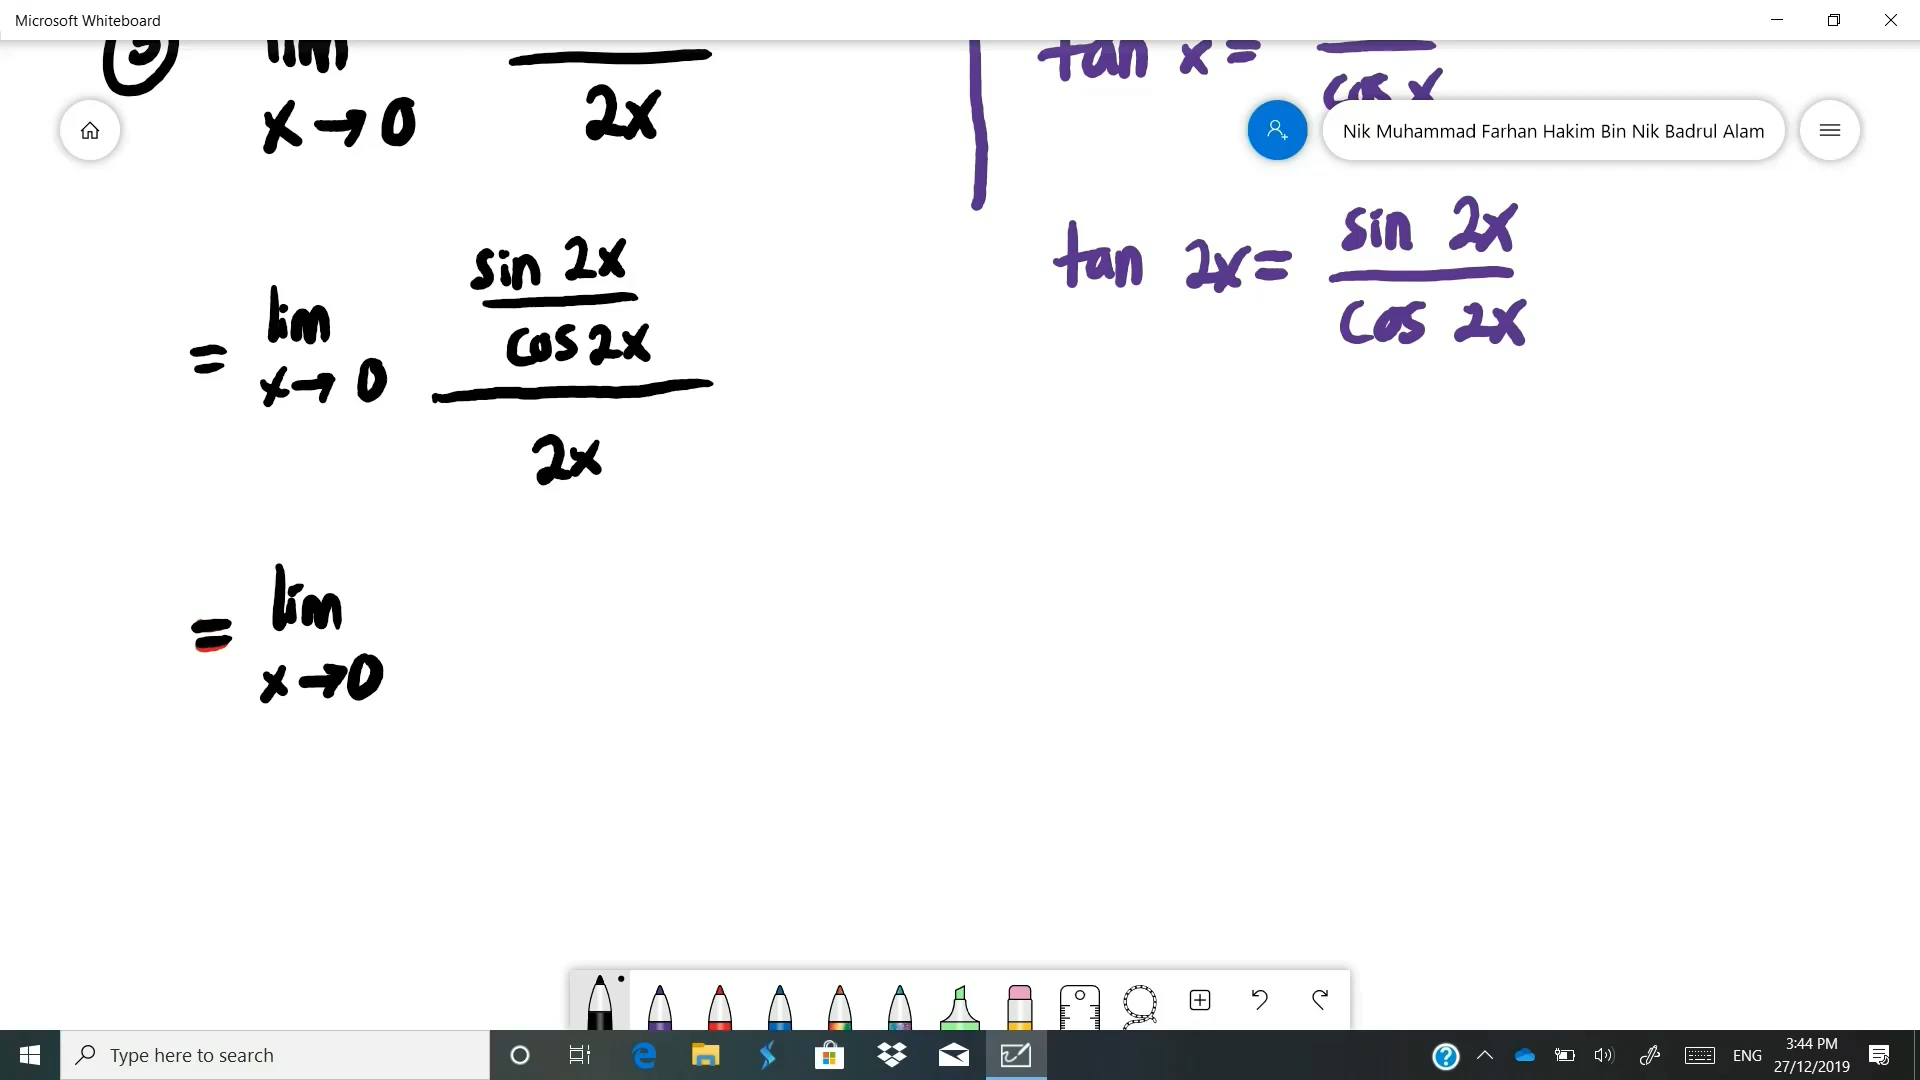 Microsoft Whiteboard
③ lim
x → 0 2x
tan x =
cos x
Nik Muhammad Farhan Hakim Bin Nik Badrul Alam
tan 2x = sin 2x
cos 2x
sin 2x
cos 2x
= lim
x → 0
2x
= lim
x → 0
Type here to search
ENG
3:44 PM
27/12/2019